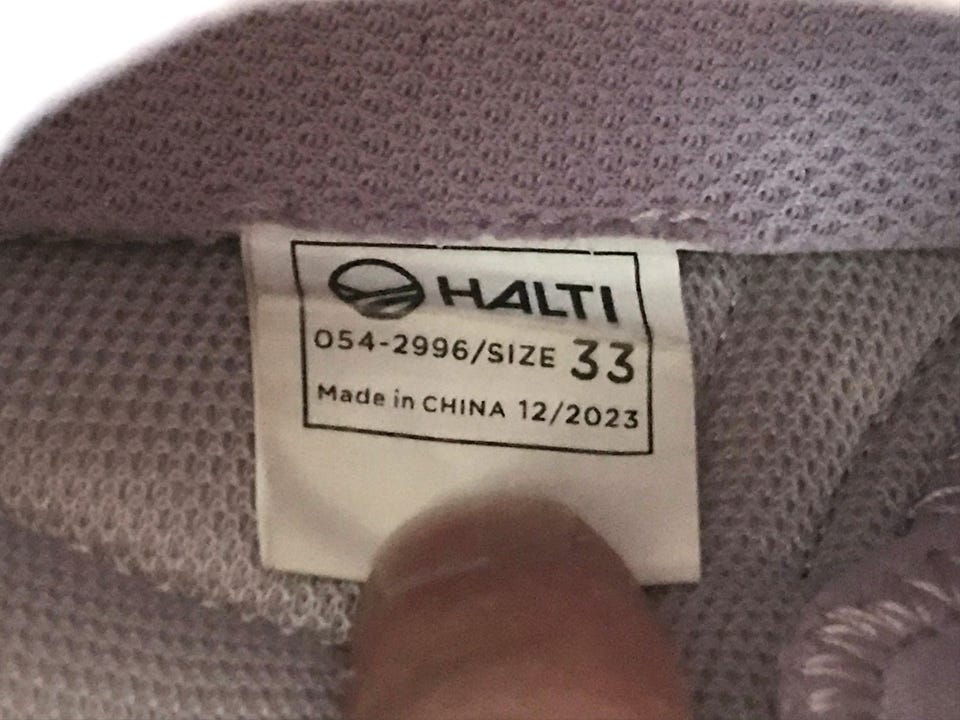 HALTI
054-2996/SIZE 33
Made in CHINA 12/2023